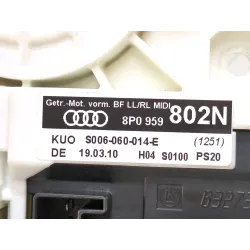 Getr.-Mot. vorm. BF LL/RL MIDI
8P0 959 802N
KUO S006-060-014-E (1251)
DE 19.03.10 H04 S0100 PS20